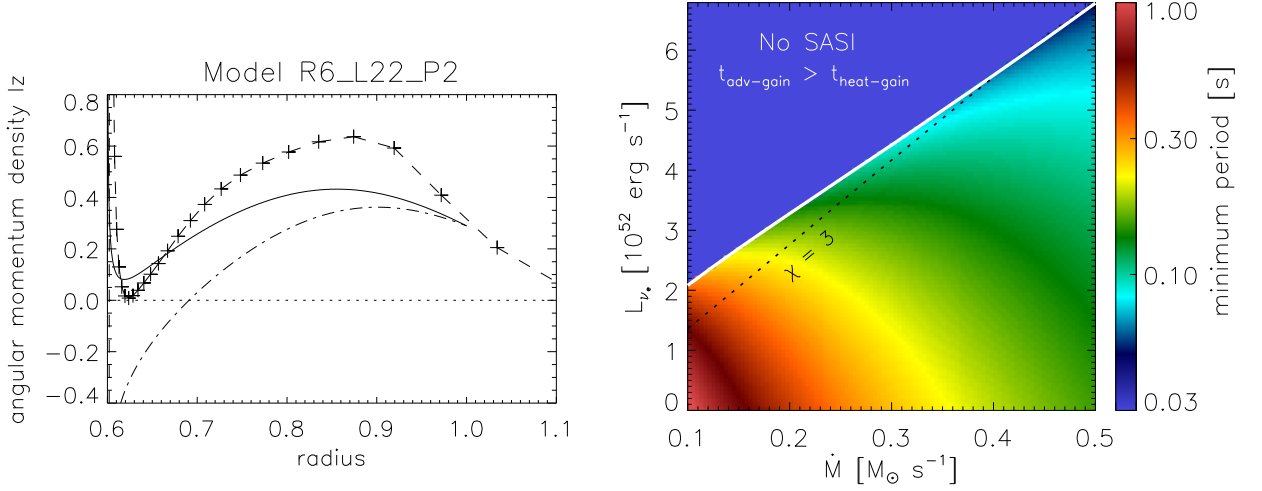 Model R6_L22_P2
angular momentum density lz
0.8
0.6
0.4
0.2
0.0
−0.2
−0.4
0.6 0.7 0.8 0.9 1.0 1.1
radius
No SASI
t_adv-gain > t_heat-gain
χ = 3
L_ν_e [10^52 erg s^−1]
6
5
4
3
2
1
0
0.1 0.2 0.3 0.4 0.5
Ṁ [M_⊙ s^−1]
1.00
0.30
0.10
0.03
minimum period [s]